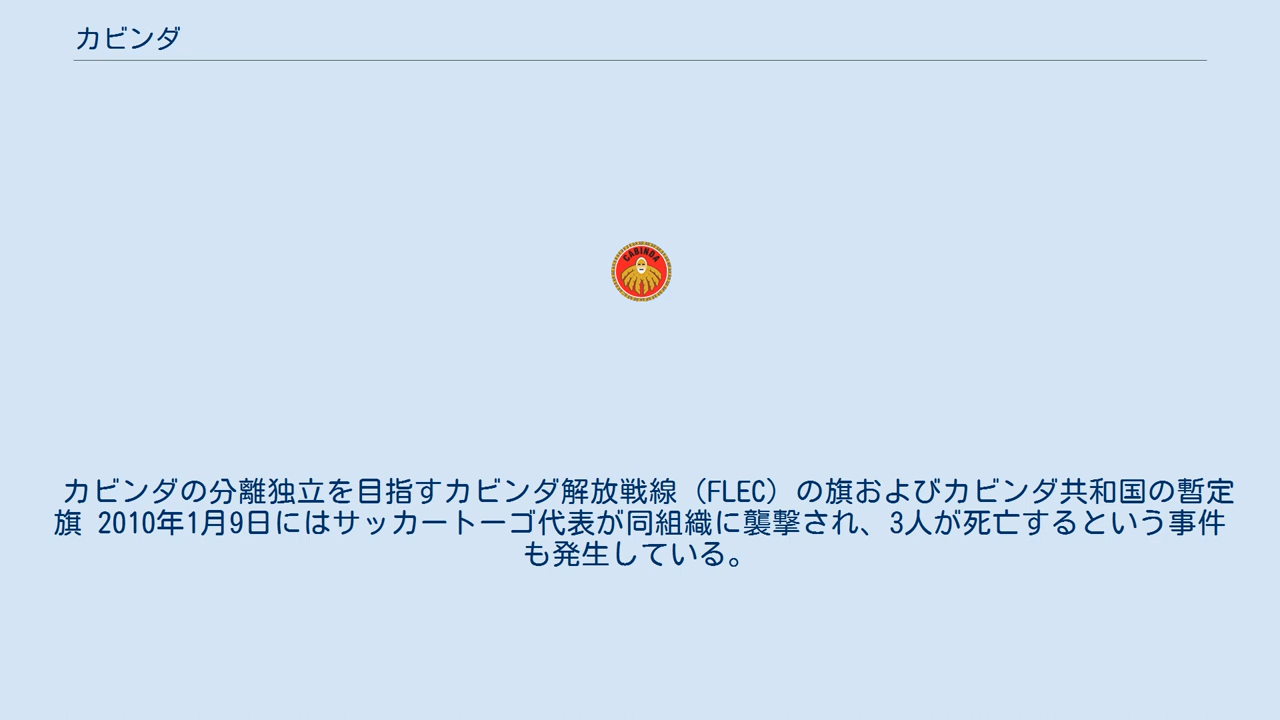 カビンダ
CABINDA
カビンダの分離独立を目指すカビンダ解放戦線（FLEC）の旗およびカビンダ共和国の暫定
旗 2010年1月9日にはサッカートーゴ代表が同組織に襲撃され、3人が死亡するという事件
も発生している。